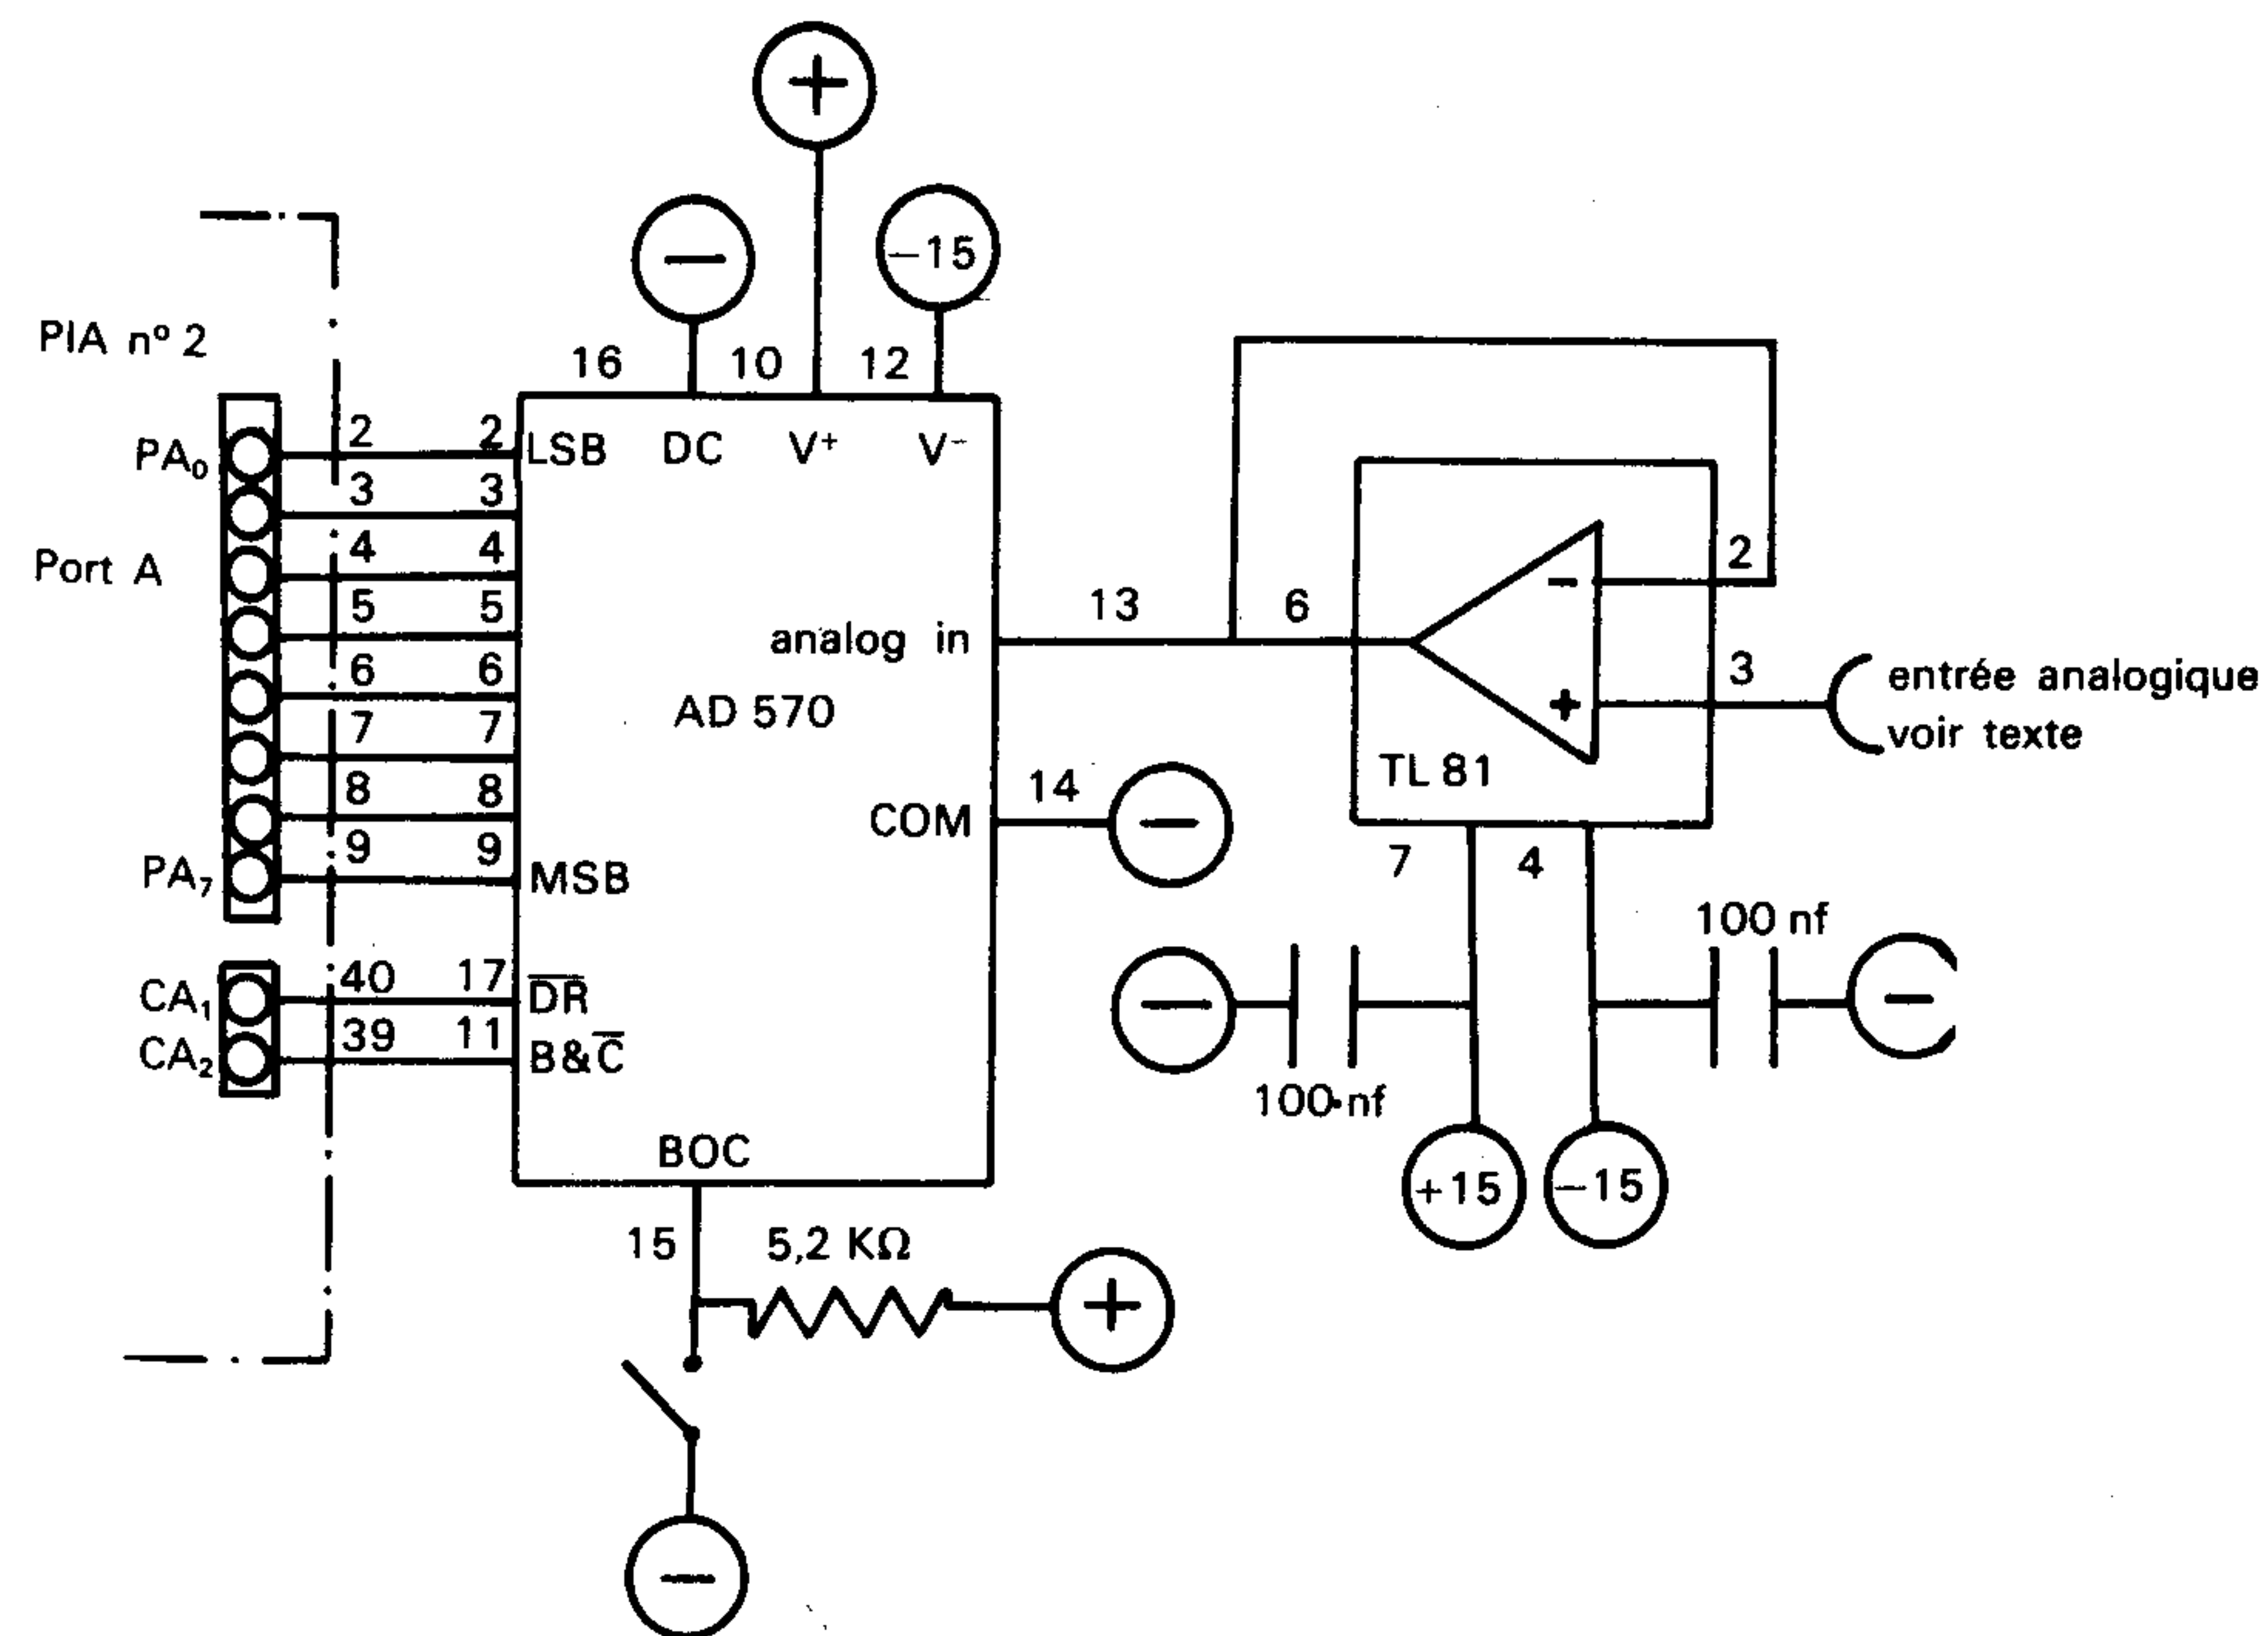 +
−
−15
PIA nº 2
16 10 12
PA₀ 2 2 LSB DC V⁺ V⁻
3 3
Port A 4 4
5 5
6 6
7 7
8 8
PA₇ 9 9 MSB
analog in 13 6
AD 570
− 2
+ 3
entrée analogique
voir texte
TL 81
COM 14 −
7 4
100 nf
−
−
100 nf
CA₁ 40 17 D̅R̅
CA₂ 39 11 B&C̅
+15 −15
BOC
15 5,2 KΩ
+
−